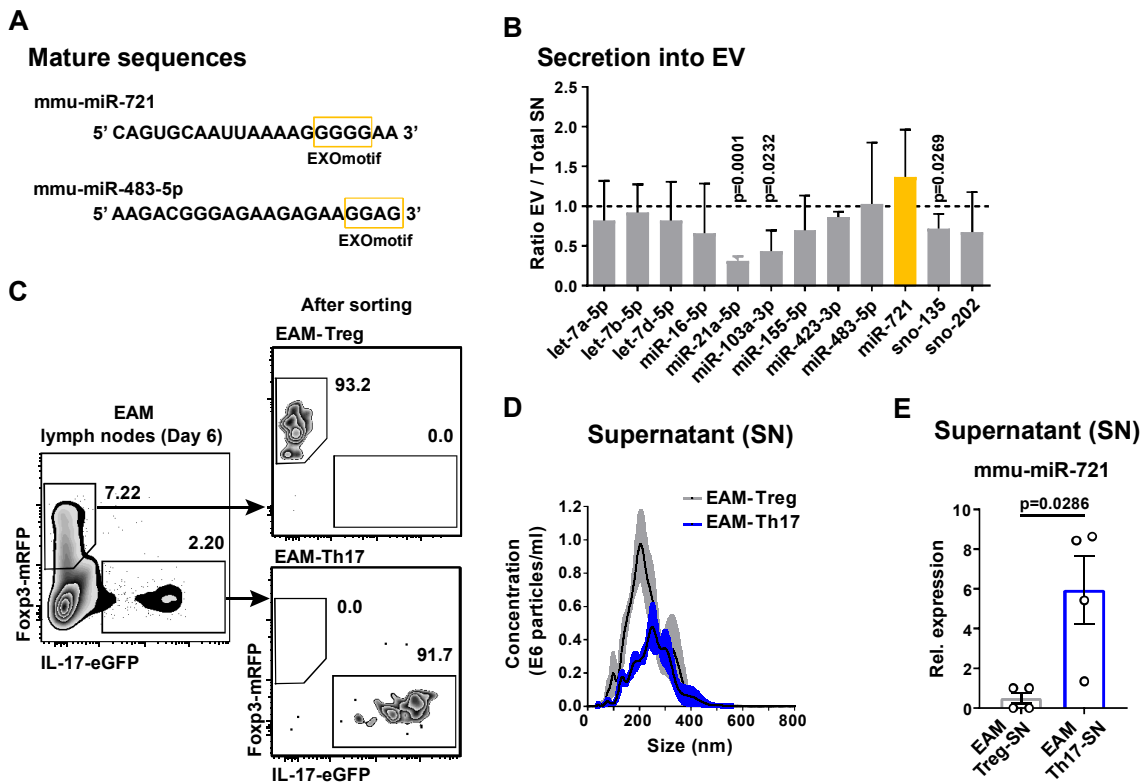 A
Mature sequences
mmu-miR-721
5’ CAGUGCAAUUAAAAGGGGGAA 3’
EXOmotif
mmu-miR-483-5p
5’ AAGACGGGAGAAGAGAAGGAG 3’
EXOmotif
B
Secretion into EV
Ratio EV / Total SN
2.5
2.0
1.5
1.0
0.5
0.0
p=0.0001
p=0.0232
p=0.0269
let-7a-5p
let-7b-5p
let-7d-5p
miR-16-5p
miR-21a-5p
miR-103a-3p
miR-155-5p
miR-423-3p
miR-483-5p
miR-721
sno-135
sno-202
C
After sorting
EAM-Treg
93.2
0.0
EAM
lymph nodes (Day 6)
7.22
2.20
Foxp3-mRFP
IL-17-eGFP
EAM-Th17
0.0
91.7
Foxp3-mRFP
IL-17-eGFP
D
Supernatant (SN)
EAM-Treg
EAM-Th17
Concentration
(E6 particles/ml)
1.2
1.0
0.8
0.6
0.4
0.2
0.0
0 200 400 600 800
Size (nm)
E
Supernatant (SN)
mmu-miR-721
p=0.0286
Rel. expression
10
8
6
4
2
0
EAM
Treg-SN
EAM
Th17-SN